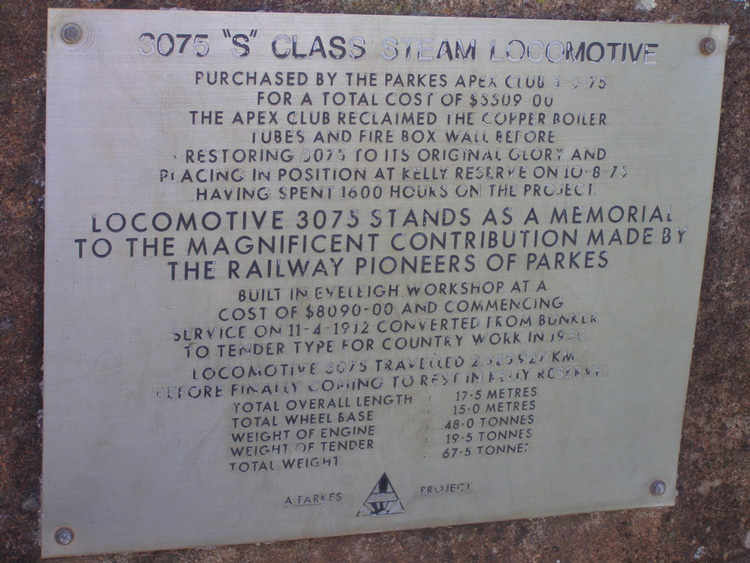 3075 "S" CLASS STEAM LOCOMOTIVE
PURCHASED BY THE PARKES APEX CLUB
FOR A TOTAL COST OF $5509-00
THE APEX CLUB RECLAIMED THE COPPER BOILER
TUBES AND FIRE BOX WALL BEFORE
RESTORING 3075 TO ITS ORIGINAL GLORY AND
PLACING IN POSITION AT KELLY RESERVE ON 10-8-75
HAVING SPENT 1600 HOURS ON THE PROJECT.
LOCOMOTIVE 3075 STANDS AS A MEMORIAL
TO THE MAGNIFICENT CONTRIBUTION MADE BY
THE RAILWAY PIONEERS OF PARKES
BUILT IN EVELEIGH WORKSHOP AT A
COST OF $8090-00 AND COMMENCING
SERVICE ON 11-4-1912 CONVERTED FROM BUNKER
TO TENDER TYPE FOR COUNTRY WORK IN
LOCOMOTIVE 3075 TRAVELLED KM
BEFORE FINALLY COMING TO REST IN KELLY RESERVE
TOTAL OVERALL LENGTH : 17·5 METRES
TOTAL WHEEL BASE : 15·0 METRES
WEIGHT OF ENGINE : 48·0 TONNES
WEIGHT OF TENDER : 19·5 TONNES
TOTAL WEIGHT 67·5 TONNES
A PARKES PROJECT